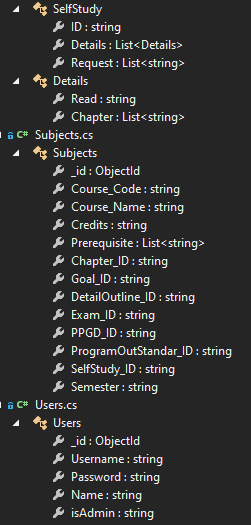 SelfStudy
ID : string
Details : List<Details>
Request : List<string>
Details
Read : string
Chapter : List<string>
C# Subjects.cs
Subjects
_id : ObjectId
Course_Code : string
Course_Name : string
Credits : string
Prerequisite : List<string>
Chapter_ID : string
Goal_ID : string
DetailOutline_ID : string
Exam_ID : string
PPGD_ID : string
ProgramOutStandar_ID : string
SelfStudy_ID : string
Semester : string
C# Users.cs
Users
_id : ObjectId
Username : string
Password : string
Name : string
isAdmin : string